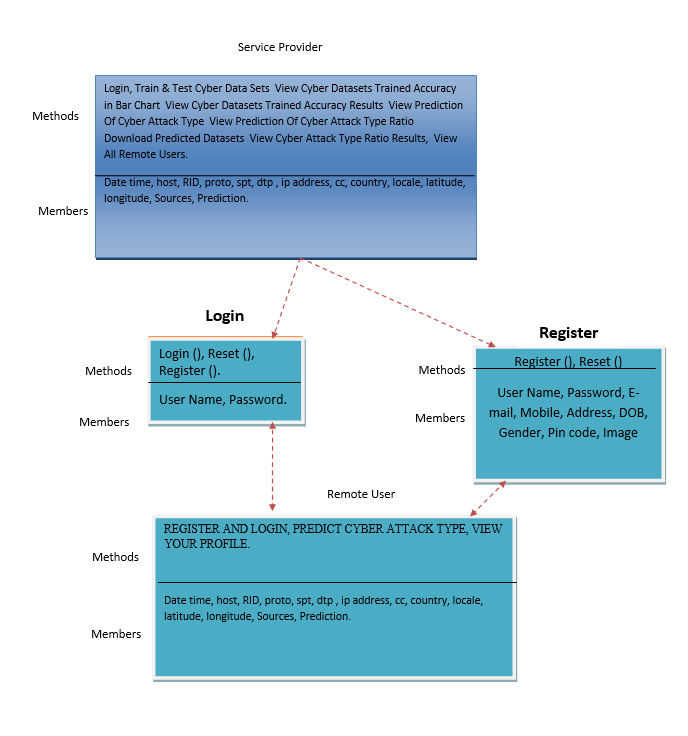 Service Provider
Methods
Login, Train & Test Cyber Data Sets  View Cyber Datasets Trained Accuracy
in Bar Chart  View Cyber Datasets Trained Accuracy Results  View Prediction
Of Cyber Attack Type  View Prediction Of Cyber Attack Type Ratio
Download Predicted Datasets  View Cyber Attack Type Ratio Results,  View
All Remote Users.
Members
Date time, host, RID, proto, spt, dtp , ip address, cc, country, locale, latitude,
longitude, Sources, Prediction.
Login
Methods
Login (), Reset (),
Register ().
Members
User Name, Password.
Register
Methods
Register (), Reset ()
Members
User Name, Password, E-
mail, Mobile, Address, DOB,
Gender, Pin code, Image
Remote User
Methods
REGISTER AND LOGIN, PREDICT CYBER ATTACK TYPE, VIEW
YOUR PROFILE.
Members
Date time, host, RID, proto, spt, dtp , ip address, cc, country, locale,
latitude, longitude, Sources, Prediction.